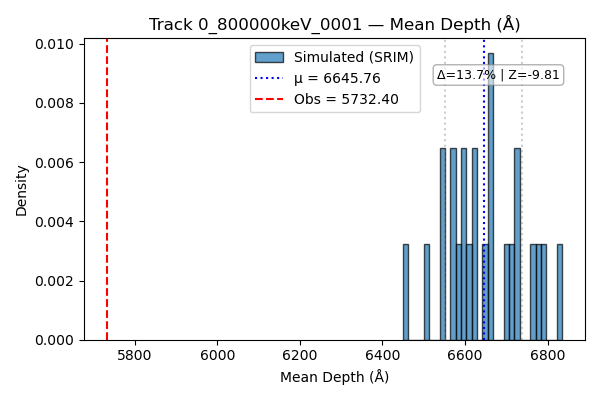 Track 0_800000keV_0001 — Mean Depth (Å)
Simulated (SRIM)
μ = 6645.76
Obs = 5732.40
Δ=13.7% | Z=-9.81
Density
0.010
0.008
0.006
0.004
0.002
0.000
5800 6000 6200 6400 6600 6800
Mean Depth (Å)